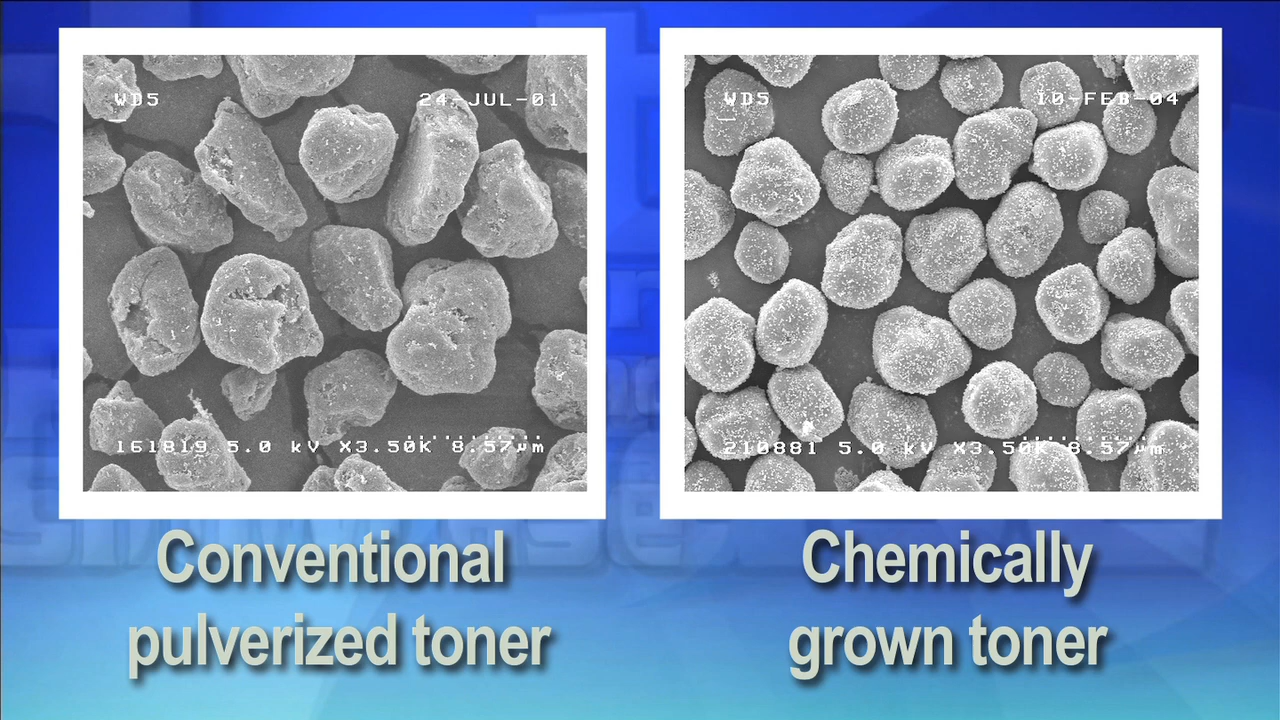 WD5 24-JUL-01
161819 5.0 kV X3.50K 8.57µm
Conventional
pulverized toner
WD5 10-FEB-04
210881 5.0 kV X3.50K 8.57µm
Chemically
grown toner